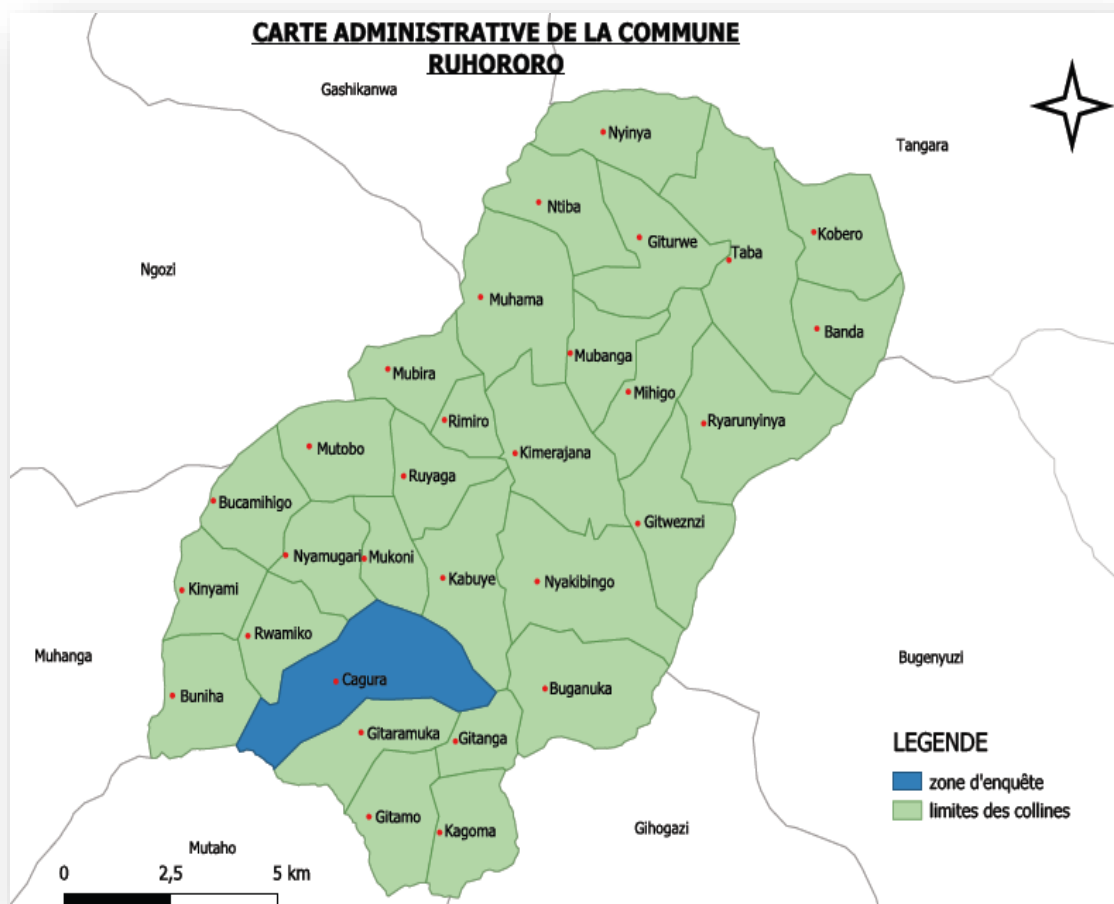 CARTE ADMINISTRATIVE DE LA COMMUNE
RUHORORO
Gashikanwa
Nyinya
Tangara
Ntiba
Giturwe
Kobero
Taba
Ngozi
Muhama
Banda
Mubanga
Mubira
Mihigo
Rimiro
Ryarunyinya
Mutobo
Kimerajana
Ruyaga
Bucamihigo
Gitweznzi
Nyamugari
Mukoni
Kabuye
Nyakibingo
Kinyami
Rwamiko
Muhanga
Bugenyuzi
Cagura
Buniha
Buganuka
Gitaramuka
Gitanga
LEGENDE
zone d'enquête
limites des collines
Gitamo
Kagoma
Gihogazi
Mutaho
0 2,5 5 km